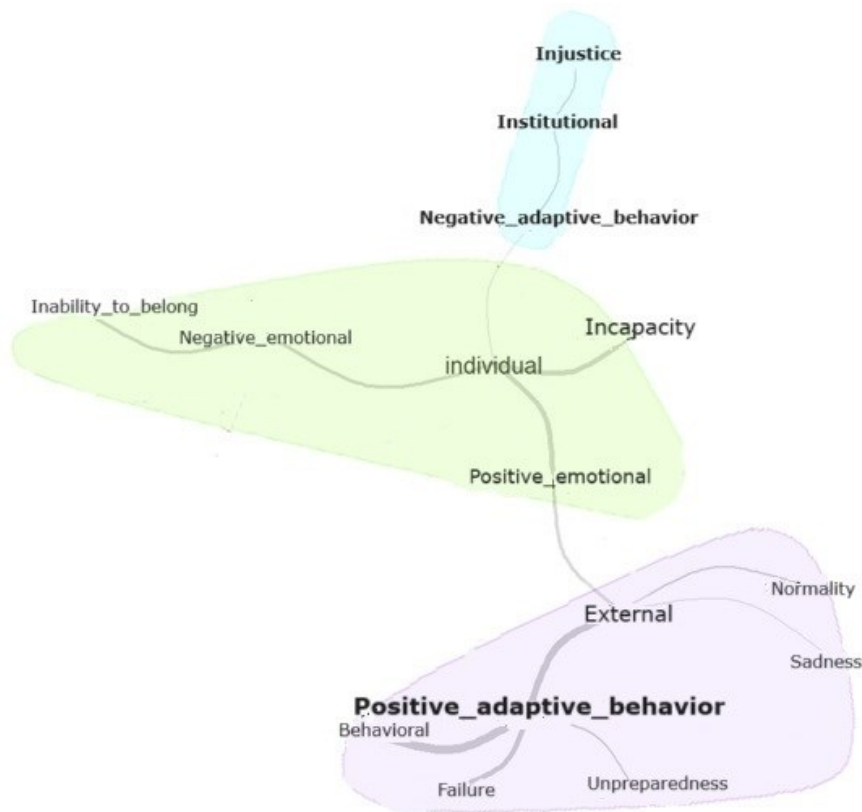 Injustice
Institutional
Negative_adaptive_behavior
Inability_to_belong
Negative_emotional
Incapacity
individual
Positive_emotional
Normality
External
Sadness
Positive_adaptive_behavior
Behavioral
Failure
Unpreparedness